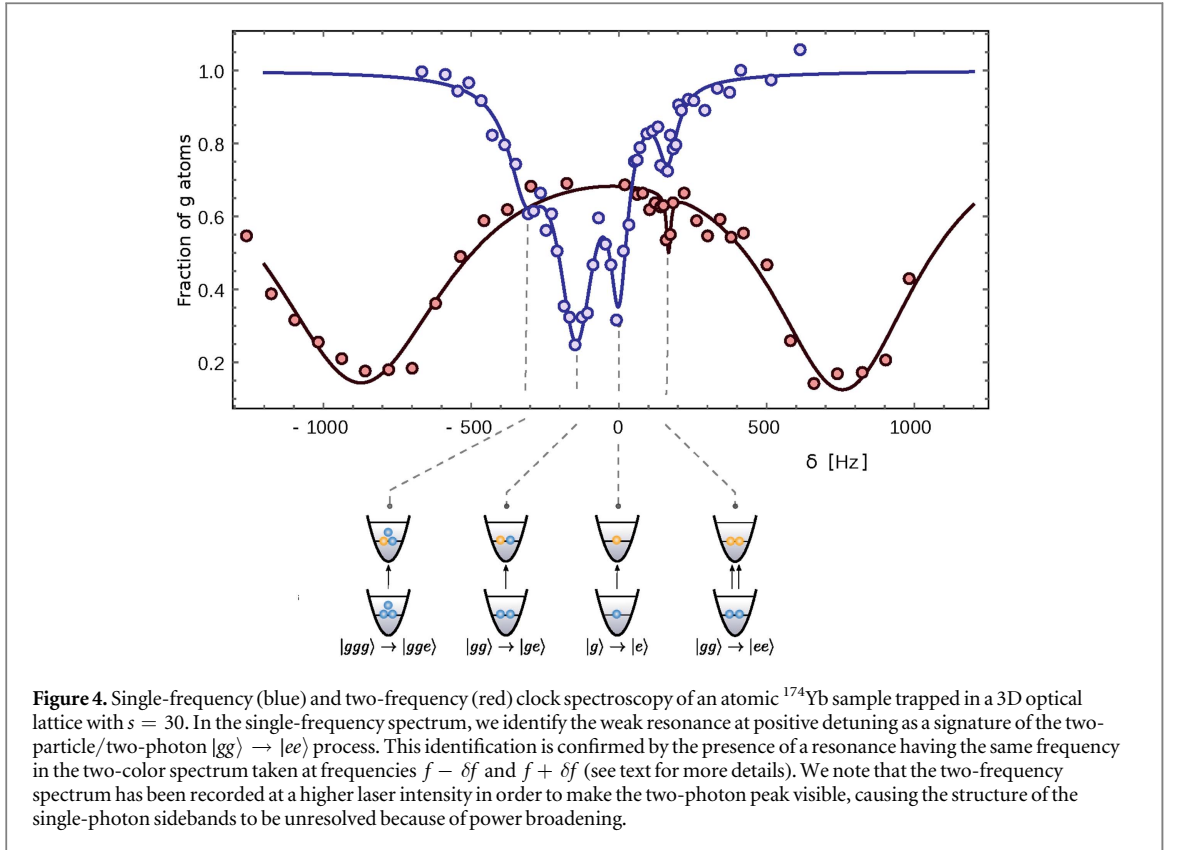 Fraction of g atoms
1.0
0.8
0.6
0.4
0.2
- 1000
- 500
0
500
1000
δ [Hz]
|ggg⟩ → |gge⟩
|gg⟩ → |ge⟩
|g⟩ → |e⟩
|gg⟩ → |ee⟩
Figure 4. Single-frequency (blue) and two-frequency (red) clock spectroscopy of an atomic ¹⁷⁴Yb sample trapped in a 3D optical
lattice with s = 30. In the single-frequency spectrum, we identify the weak resonance at positive detuning as a signature of the two-
particle/two-photon |gg⟩ → |ee⟩ process. This identification is confirmed by the presence of a resonance having the same frequency
in the two-color spectrum taken at frequencies f − δf and f + δf (see text for more details). We note that the two-frequency
spectrum has been recorded at a higher laser intensity in order to make the two-photon peak visible, causing the structure of the
single-photon sidebands to be unresolved because of power broadening.